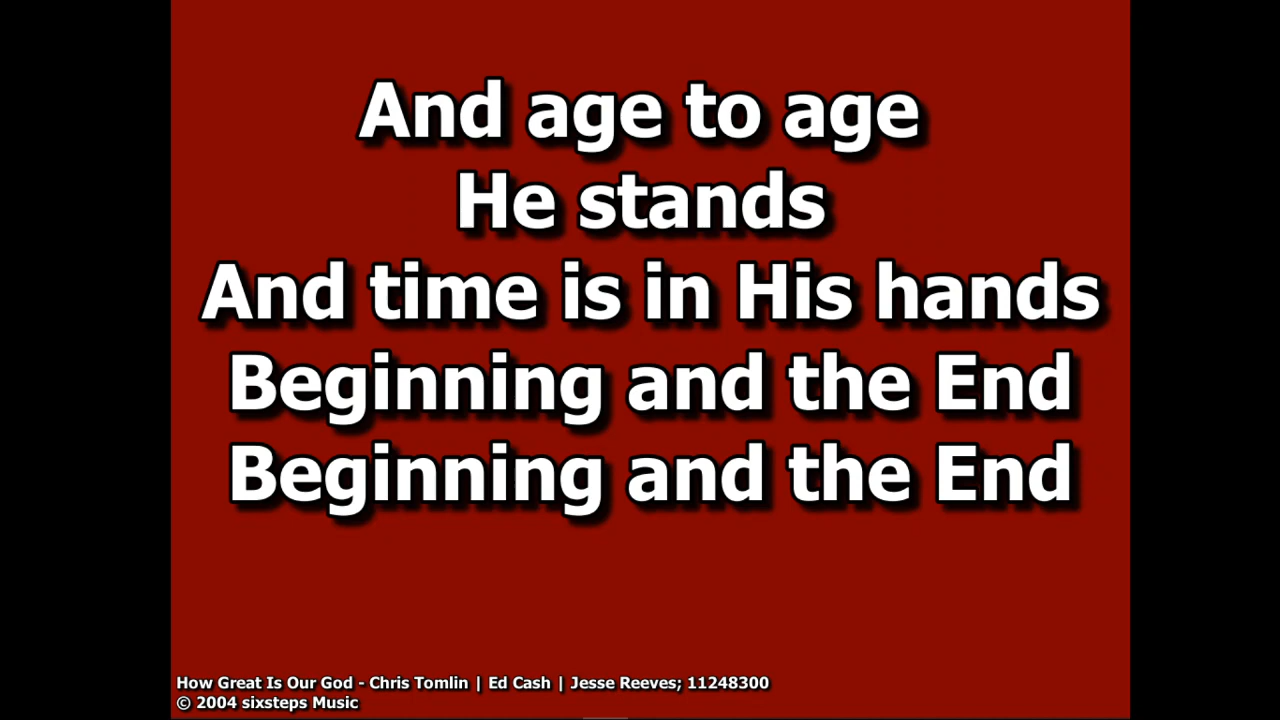 And age to age
He stands
And time is in His hands
Beginning and the End
Beginning and the End
How Great Is Our God - Chris Tomlin | Ed Cash | Jesse Reeves; 11248300
© 2004 sixsteps Music